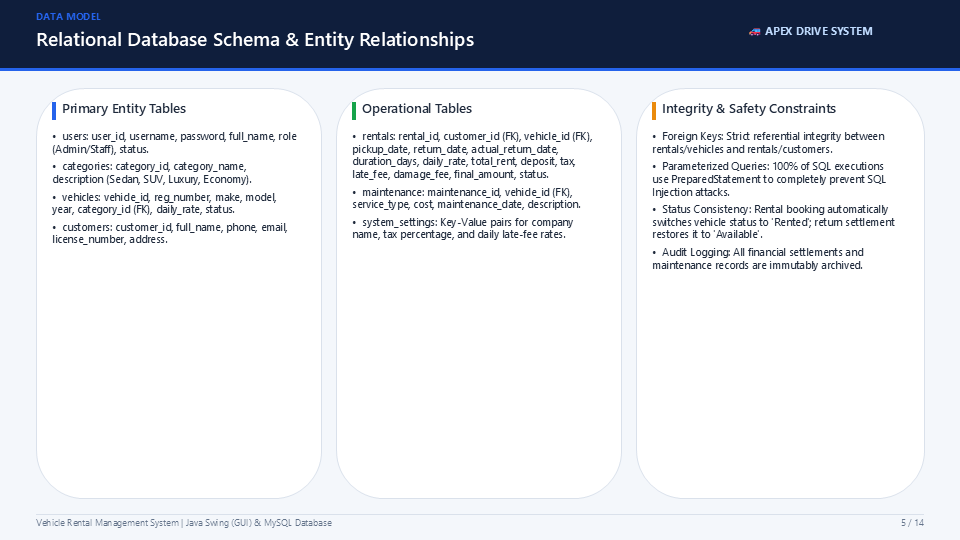 DATA MODEL
Relational Database Schema & Entity Relationships
APEX DRIVE SYSTEM
Primary Entity Tables
• users: user_id, username, password, full_name, role
(Admin/Staff), status.
• categories: category_id, category_name,
description (Sedan, SUV, Luxury, Economy).
• vehicles: vehicle_id, reg_number, make, model,
year, category_id (FK), daily_rate, status.
• customers: customer_id, full_name, phone, email,
license_number, address.
Operational Tables
• rentals: rental_id, customer_id (FK), vehicle_id (FK),
pickup_date, return_date, actual_return_date,
duration_days, daily_rate, total_rent, deposit, tax,
late_fee, damage_fee, final_amount, status.
• maintenance: maintenance_id, vehicle_id (FK),
service_type, cost, maintenance_date, description.
• system_settings: Key-Value pairs for company
name, tax percentage, and daily late-fee rates.
Integrity & Safety Constraints
• Foreign Keys: Strict referential integrity between
rentals/vehicles and rentals/customers.
• Parameterized Queries: 100% of SQL executions
use PreparedStatement to completely prevent SQL
Injection attacks.
• Status Consistency: Rental booking automatically
switches vehicle status to 'Rented'; return settlement
restores it to 'Available'.
• Audit Logging: All financial settlements and
maintenance records are immutably archived.
Vehicle Rental Management System | Java Swing (GUI) & MySQL Database
5 / 14